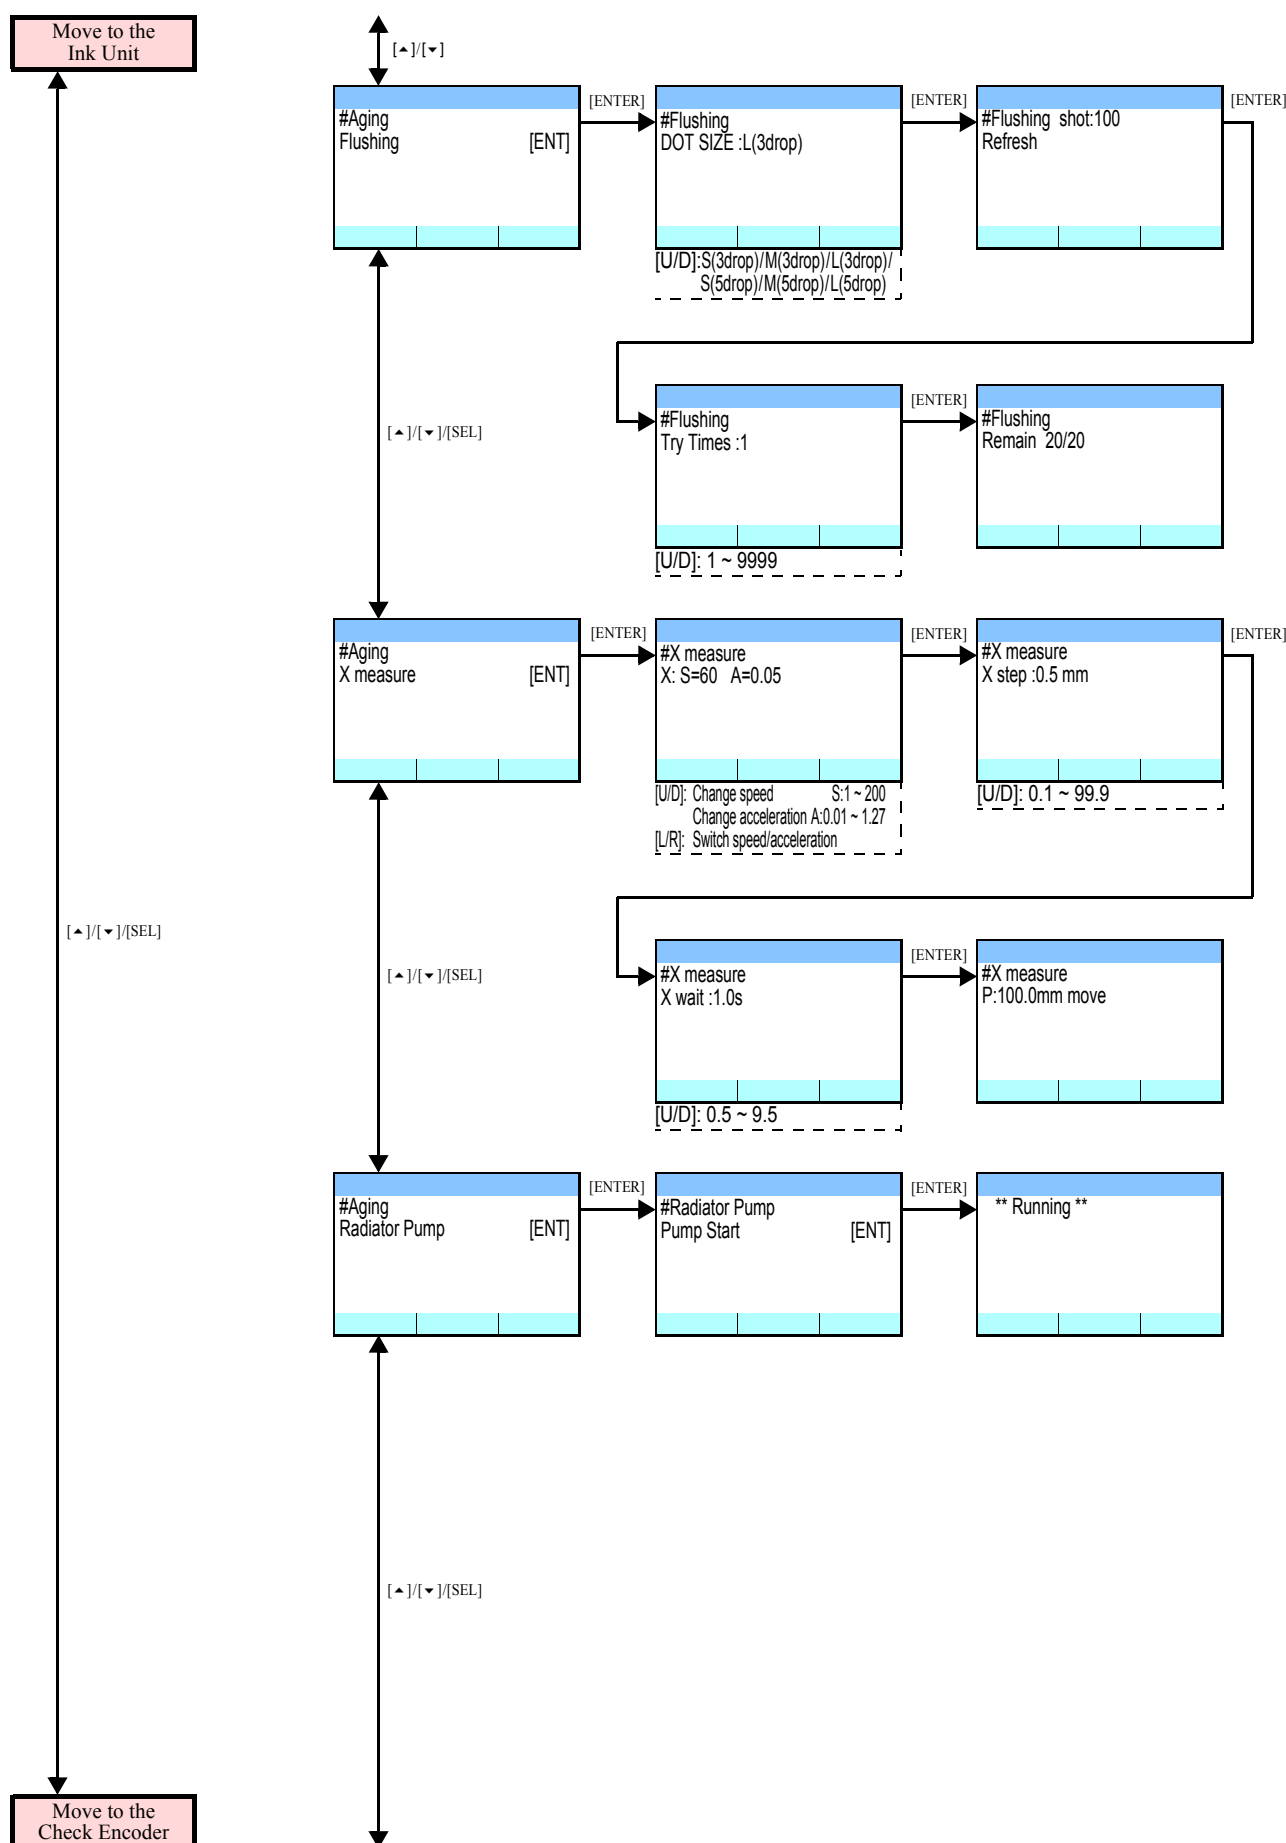 Move to the
Ink Unit
[▲]/[▼]
#Aging
Flushing [ENT]
[ENTER]
#Flushing
DOT SIZE :L(3drop)
[U/D]:S(3drop)/M(3drop)/L(3drop)/
S(5drop)/M(5drop)/L(5drop)
[ENTER]
#Flushing shot:100
Refresh
[ENTER]
[▲]/[▼]/[SEL]
#Flushing
Try Times :1
[U/D]: 1 ~ 9999
[ENTER]
#Flushing
Remain 20/20
#Aging
X measure [ENT]
[ENTER]
#X measure
X: S=60 A=0.05
[U/D]: Change speed S:1 ~ 200
Change acceleration A:0.01 ~ 1.27
[L/R]: Switch speed/acceleration
[ENTER]
#X measure
X step :0.5 mm
[U/D]: 0.1 ~ 99.9
[ENTER]
[▲]/[▼]/[SEL]
[▲]/[▼]/[SEL]
#X measure
X wait :1.0s
[U/D]: 0.5 ~ 9.5
[ENTER]
#X measure
P:100.0mm move
#Aging
Radiator Pump [ENT]
[ENTER]
#Radiator Pump
Pump Start [ENT]
[ENTER]
** Running **
[▲]/[▼]/[SEL]
Move to the
Check Encoder